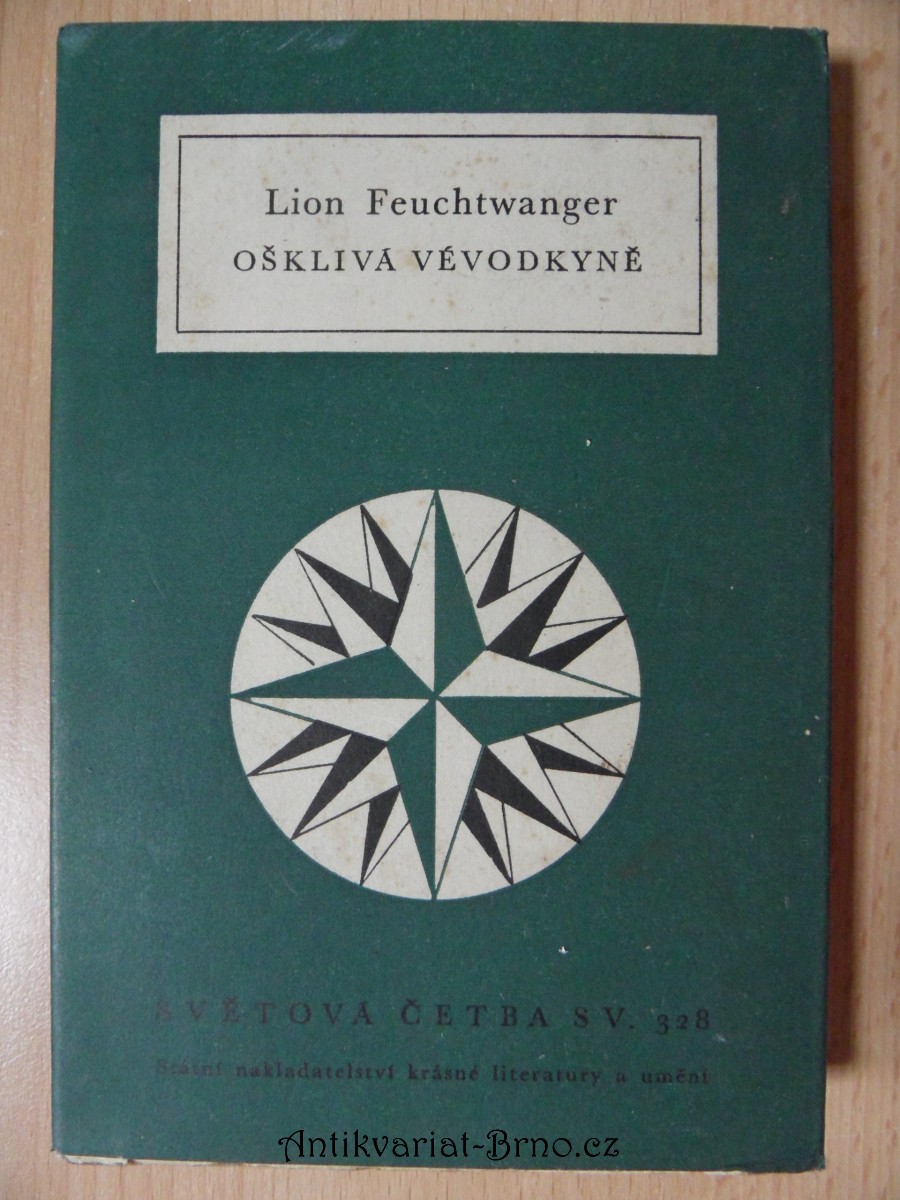 Lion Feuchtwanger
OŠKLIVÁ VÉVODKYNĚ
SVĚTOVÁ ČETBA SV. 328
Státní nakladatelství krásné literatury a umění
Antikvariat-Brno.cz